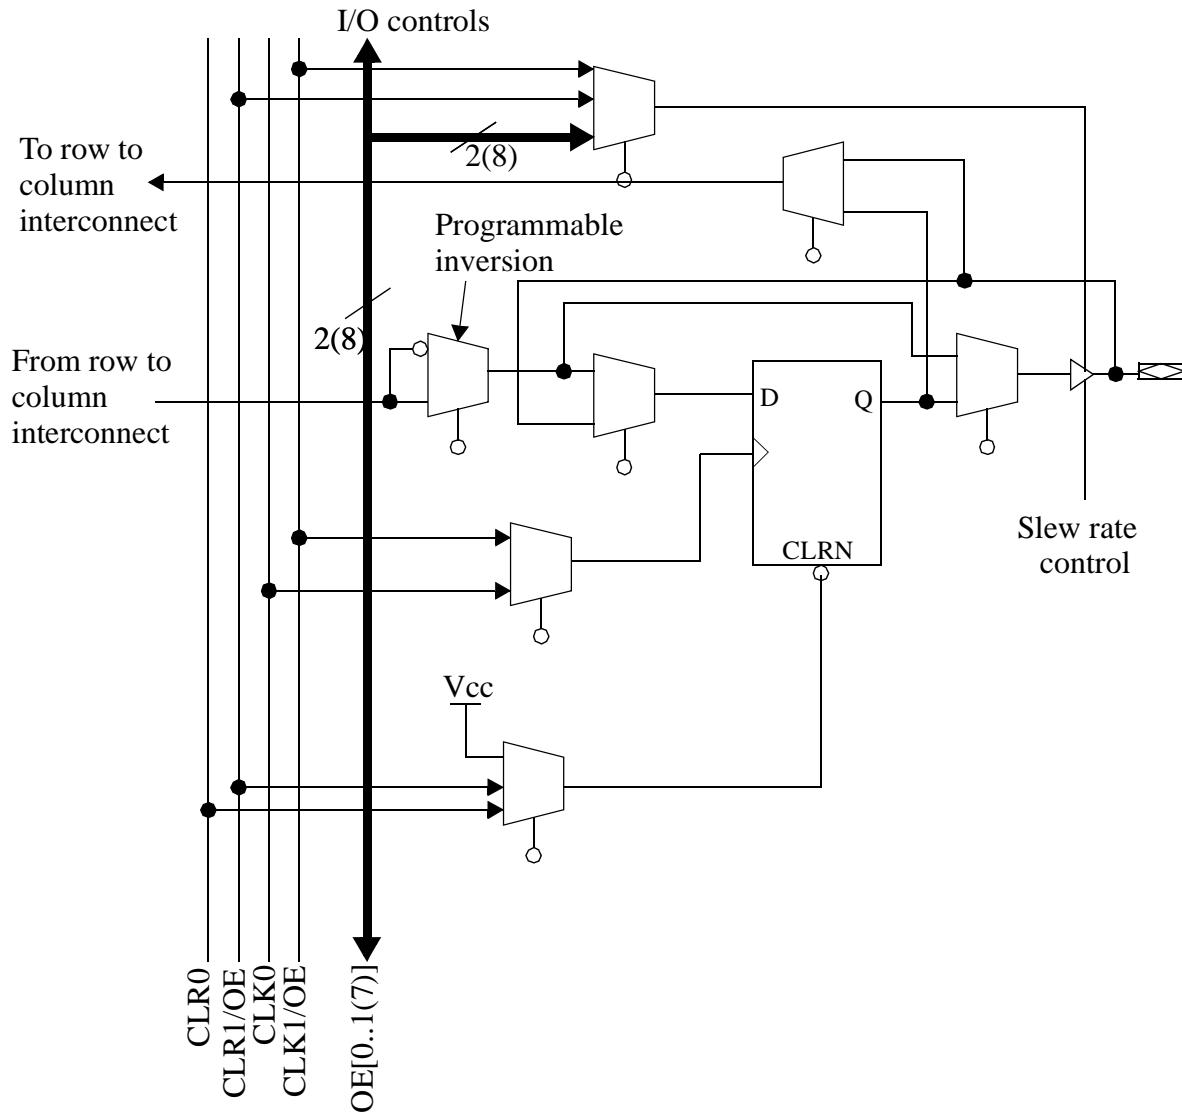 I/O controls
To row to
column
interconnect
2(8)
Programmable
inversion
2(8)
From row to
column
interconnect
D
Q
CLRN
Slew rate
control
Vcc
CLR0
CLR1/OE
CLK0
CLK1/OE
OE[0..1(7)]